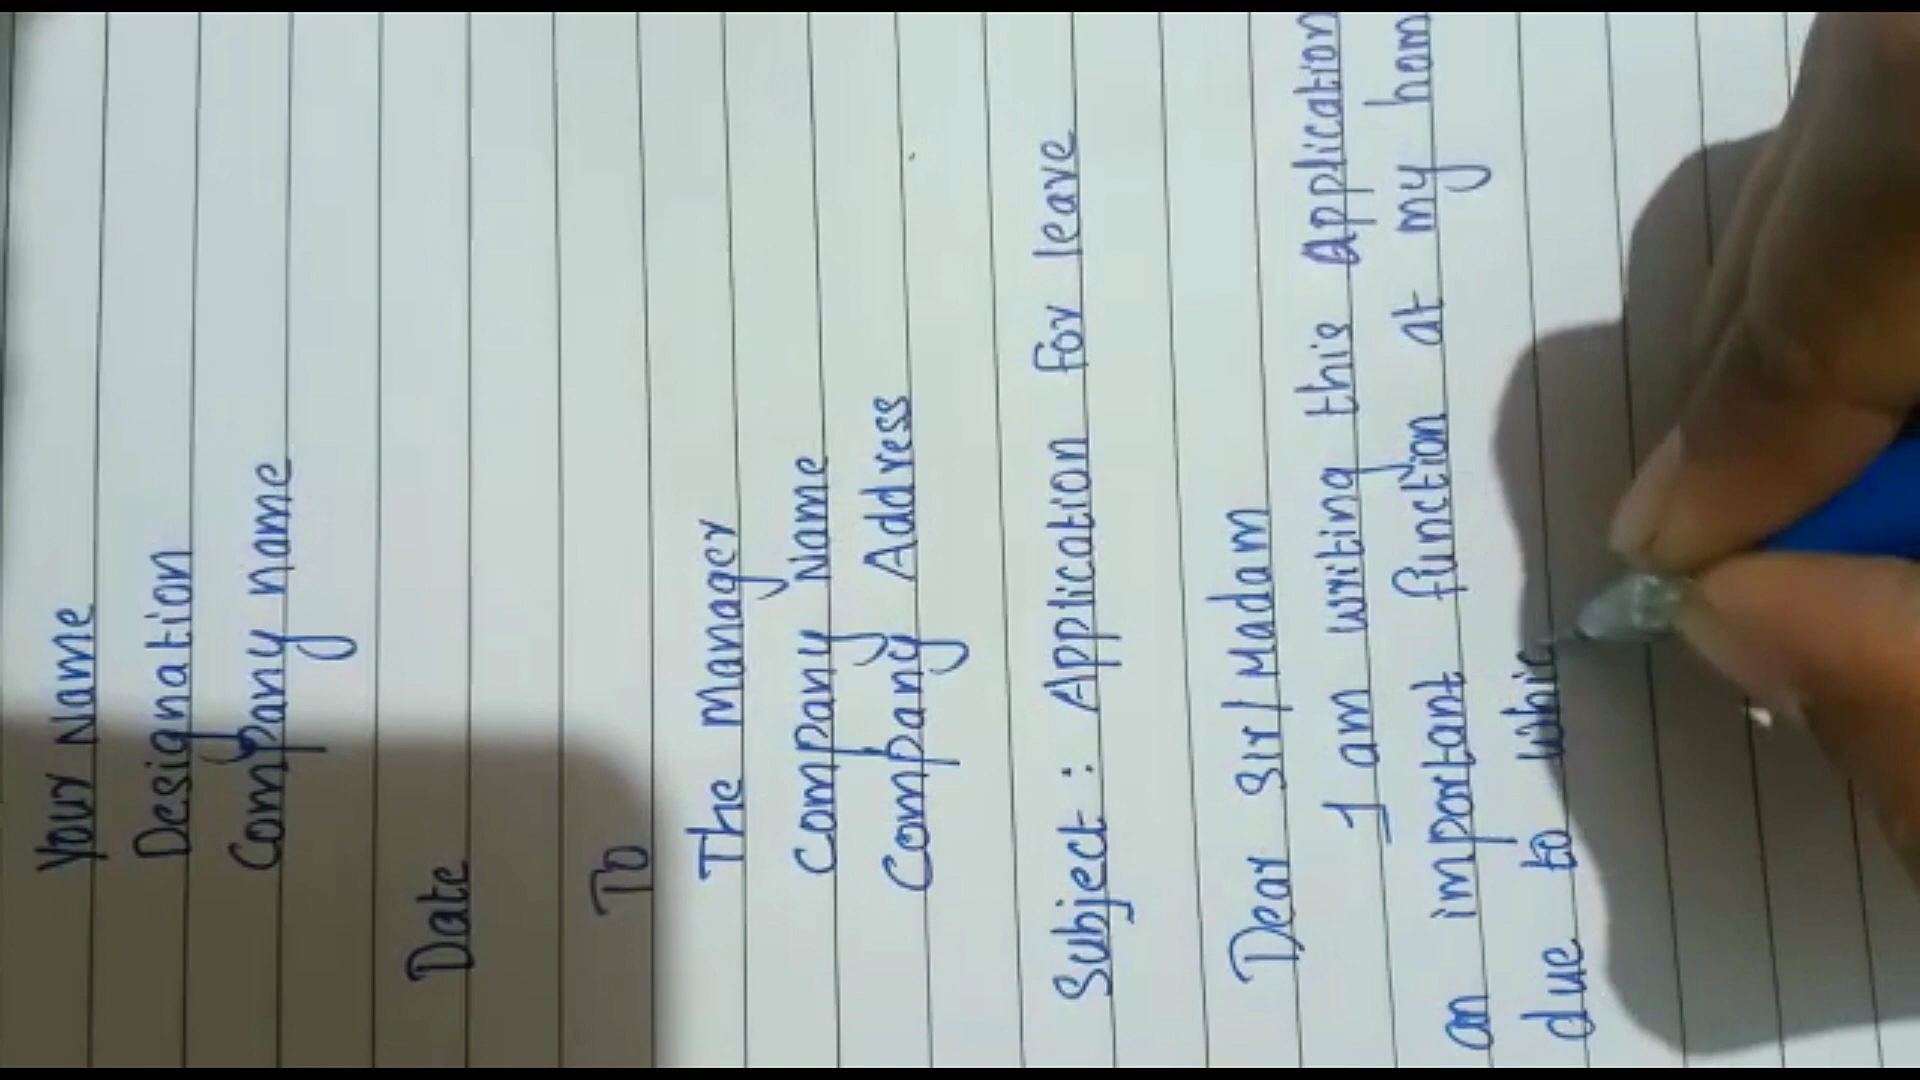 Your Name
Designation
Company name
Date
To
The Manager
Company Name
Company Address
Subject : Application for leave
Dear Sir/Madam
I am writing this application
an important function at my hom
due to whic